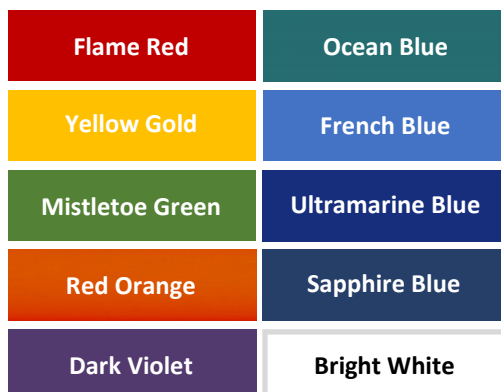 Flame Red
Ocean Blue
Yellow Gold
French Blue
Mistletoe Green
Ultramarine Blue
Red Orange
Sapphire Blue
Dark Violet
Bright White